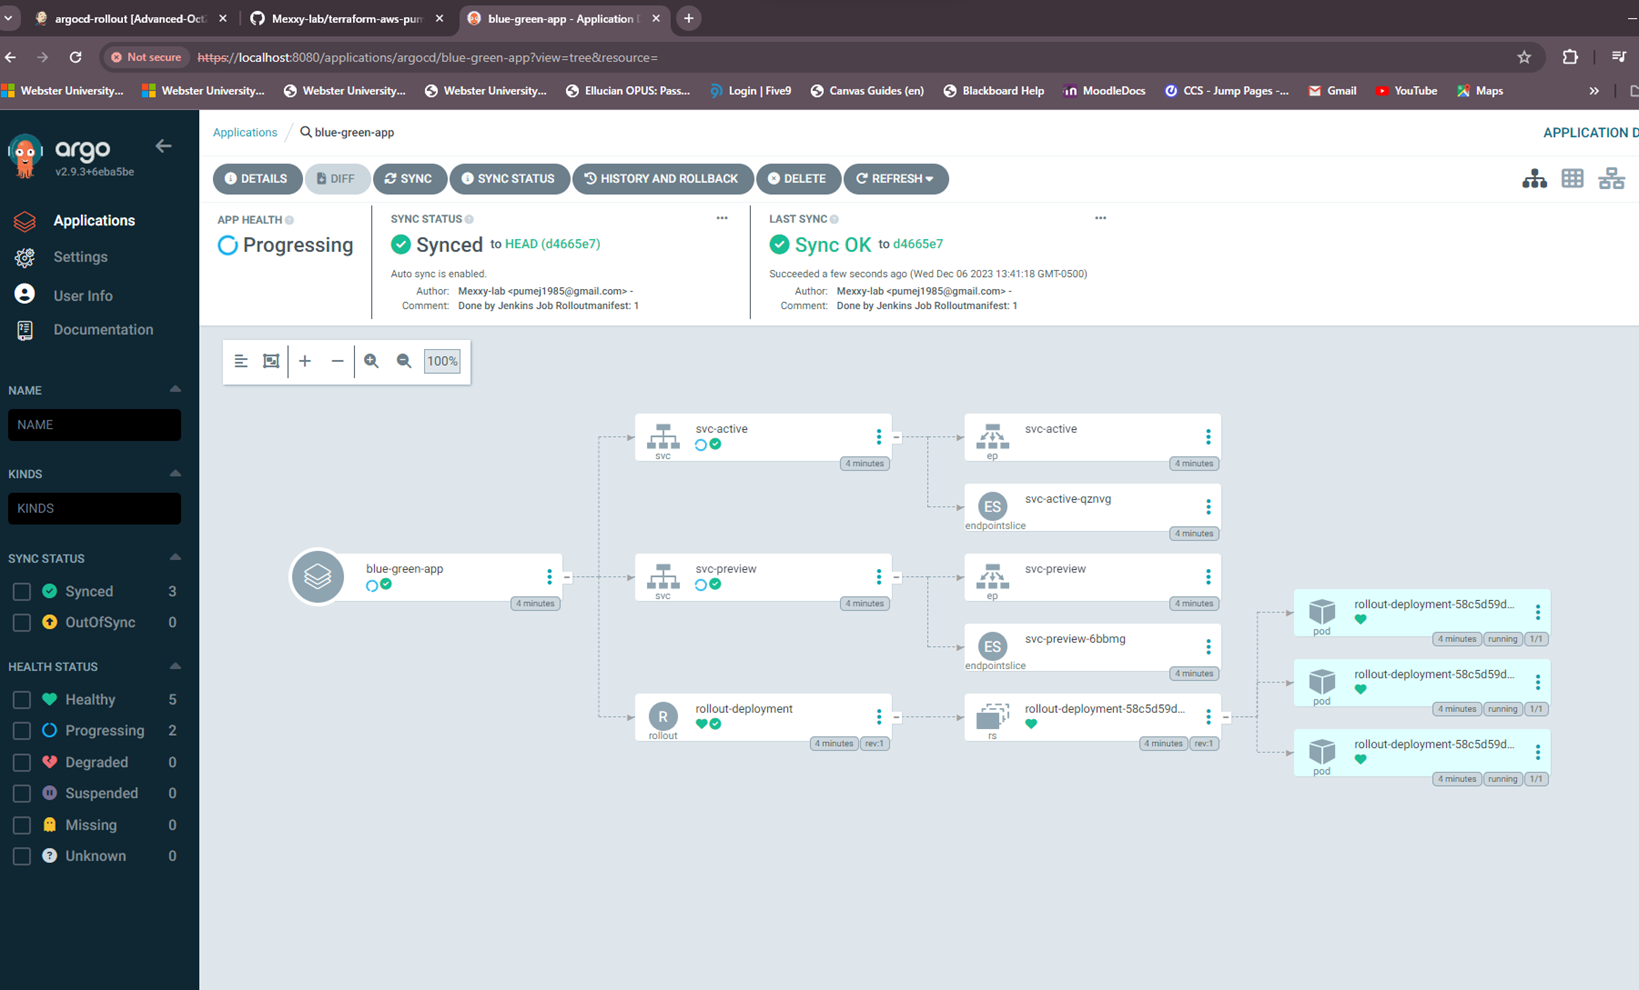 argocd-rollout [Advanced-Oct2
Mexxy-lab/terraform-aws-pum
blue-green-app - Application D
Not secure
https://localhost:8080/applications/argocd/blue-green-app?view=tree&resource=
Webster University...
Webster University...
Webster University...
Webster University...
Ellucian OPUS: Pass...
Login | Five9
Canvas Guides (en)
Blackboard Help
MoodleDocs
CCS - Jump Pages -...
Gmail
YouTube
Maps
argo
v2.9.3+6eba5be
Applications
Settings
User Info
Documentation
NAME
NAME
KINDS
KINDS
SYNC STATUS
Synced 3
OutOfSync 0
HEALTH STATUS
Healthy 5
Progressing 2
Degraded 0
Suspended 0
Missing 0
Unknown 0
Applications / blue-green-app
APPLICATION D
DETAILS
DIFF
SYNC
SYNC STATUS
HISTORY AND ROLLBACK
DELETE
REFRESH
APP HEALTH
Progressing
SYNC STATUS
Synced to HEAD (d4665e7)
Auto sync is enabled.
Author: Mexxy-lab <pumej1985@gmail.com> -
Comment: Done by Jenkins Job Rolloutmanifest: 1
LAST SYNC
Sync OK to d4665e7
Succeeded a few seconds ago (Wed Dec 06 2023 13:41:18 GMT-0500)
Author: Mexxy-lab <pumej1985@gmail.com> -
Comment: Done by Jenkins Job Rolloutmanifest: 1
100%
blue-green-app
4 minutes
svc-active
svc
4 minutes
svc-active
ep
4 minutes
ES
svc-active-qznvg
endpointslice
4 minutes
svc-preview
svc
4 minutes
svc-preview
ep
4 minutes
ES
svc-preview-6bbmg
endpointslice
4 minutes
R
rollout-deployment
rollout
4 minutes rev:1
rollout-deployment-58c5d59d...
rs
4 minutes rev:1
rollout-deployment-58c5d59d...
pod
4 minutes running 1/1
rollout-deployment-58c5d59d...
pod
4 minutes running 1/1
rollout-deployment-58c5d59d...
pod
4 minutes running 1/1